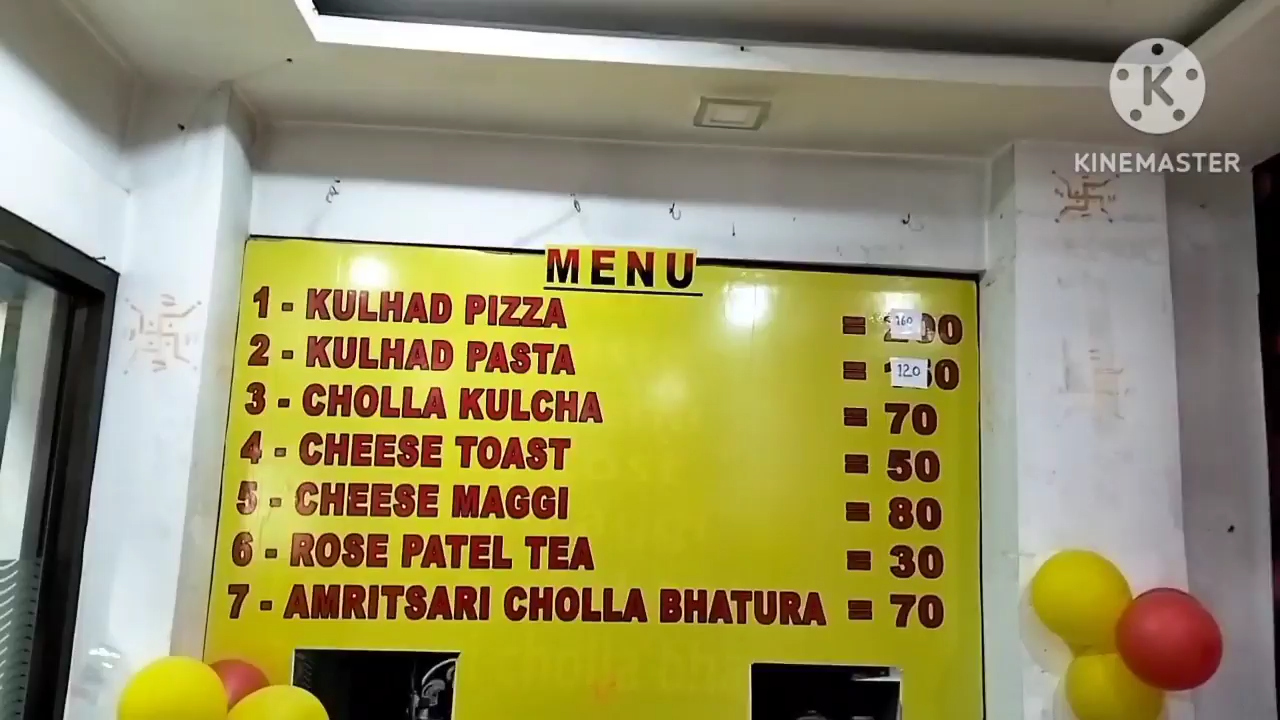 K
KINEMASTER
MENU
1 - KULHAD PIZZA = 160
2 - KULHAD PASTA = 120
3 - CHOLLA KULCHA = 70
4 - CHEESE TOAST = 50
5 - CHEESE MAGGI = 80
6 - ROSE PATEL TEA = 30
7 - AMRITSARI CHOLLA BHATURA = 70